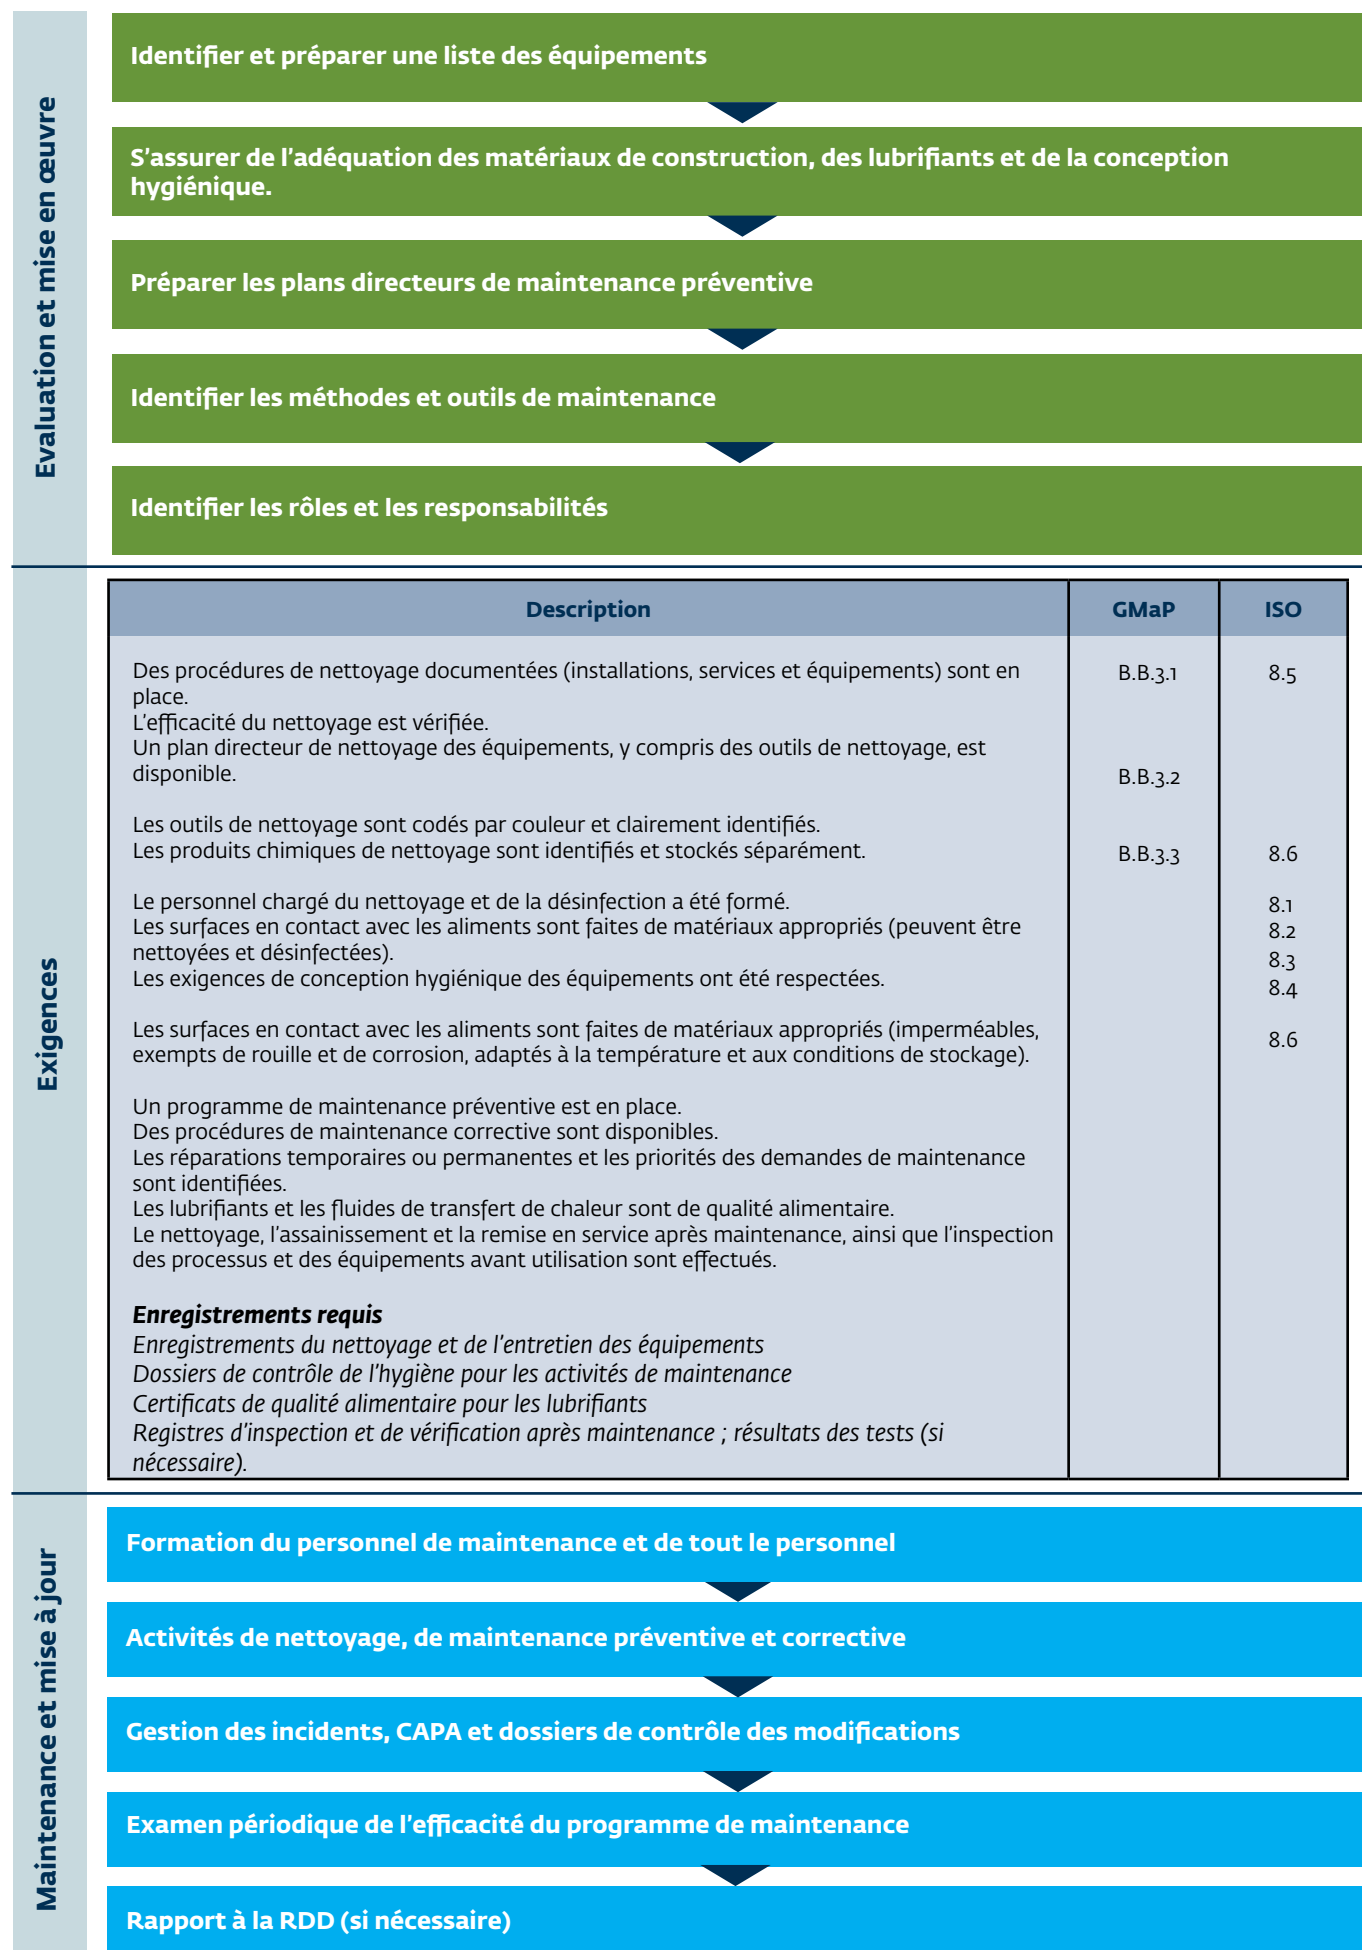 Evaluation et mise en œuvre
Identifier et préparer une liste des équipements
S'assurer de l'adéquation des matériaux de construction, des lubrifiants et de la conception
hygiénique.
Préparer les plans directeurs de maintenance préventive
Identifier les méthodes et outils de maintenance
Identifier les rôles et les responsabilités
Exigences
Description GMaP ISO
Des procédures de nettoyage documentées (installations, services et équipements) sont en B.B.3.1 8.5
place.
L'efficacité du nettoyage est vérifiée.
Un plan directeur de nettoyage des équipements, y compris des outils de nettoyage, est
disponible. B.B.3.2
Les outils de nettoyage sont codés par couleur et clairement identifiés.
Les produits chimiques de nettoyage sont identifiés et stockés séparément. B.B.3.3 8.6
Le personnel chargé du nettoyage et de la désinfection a été formé. 8.1
Les surfaces en contact avec les aliments sont faites de matériaux appropriés (peuvent être 8.2
nettoyées et désinfectées). 8.3
Les exigences de conception hygiénique des équipements ont été respectées. 8.4
Les surfaces en contact avec les aliments sont faites de matériaux appropriés (imperméables, 8.6
exempts de rouille et de corrosion, adaptés à la température et aux conditions de stockage).
Un programme de maintenance préventive est en place.
Des procédures de maintenance corrective sont disponibles.
Les réparations temporaires ou permanentes et les priorités des demandes de maintenance
sont identifiées.
Les lubrifiants et les fluides de transfert de chaleur sont de qualité alimentaire.
Le nettoyage, l'assainissement et la remise en service après maintenance, ainsi que l'inspection
des processus et des équipements avant utilisation sont effectués.
Enregistrements requis
Enregistrements du nettoyage et de l'entretien des équipements
Dossiers de contrôle de l'hygiène pour les activités de maintenance
Certificats de qualité alimentaire pour les lubrifiants
Registres d'inspection et de vérification après maintenance ; résultats des tests (si
nécessaire).
Maintenance et mise à jour
Formation du personnel de maintenance et de tout le personnel
Activités de nettoyage, de maintenance préventive et corrective
Gestion des incidents, CAPA et dossiers de contrôle des modifications
Examen périodique de l'efficacité du programme de maintenance
Rapport à la RDD (si nécessaire)